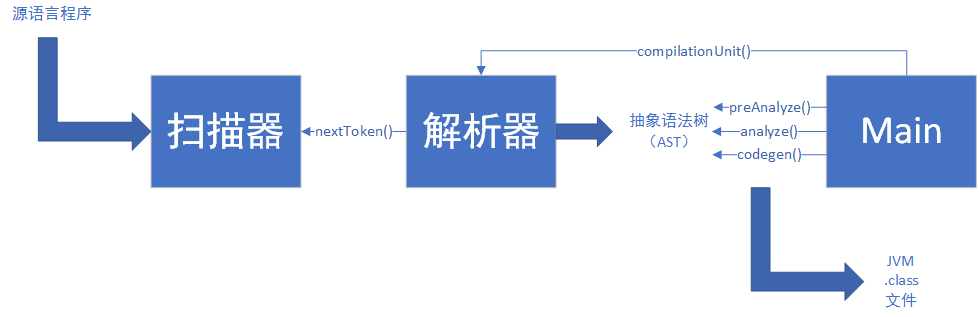 源语言程序
compilationUnit()
扫描器
nextToken()
解析器
抽象语法树
（AST）
preAnalyze()
analyze()
codegen()
Main
JVM
.class
文件